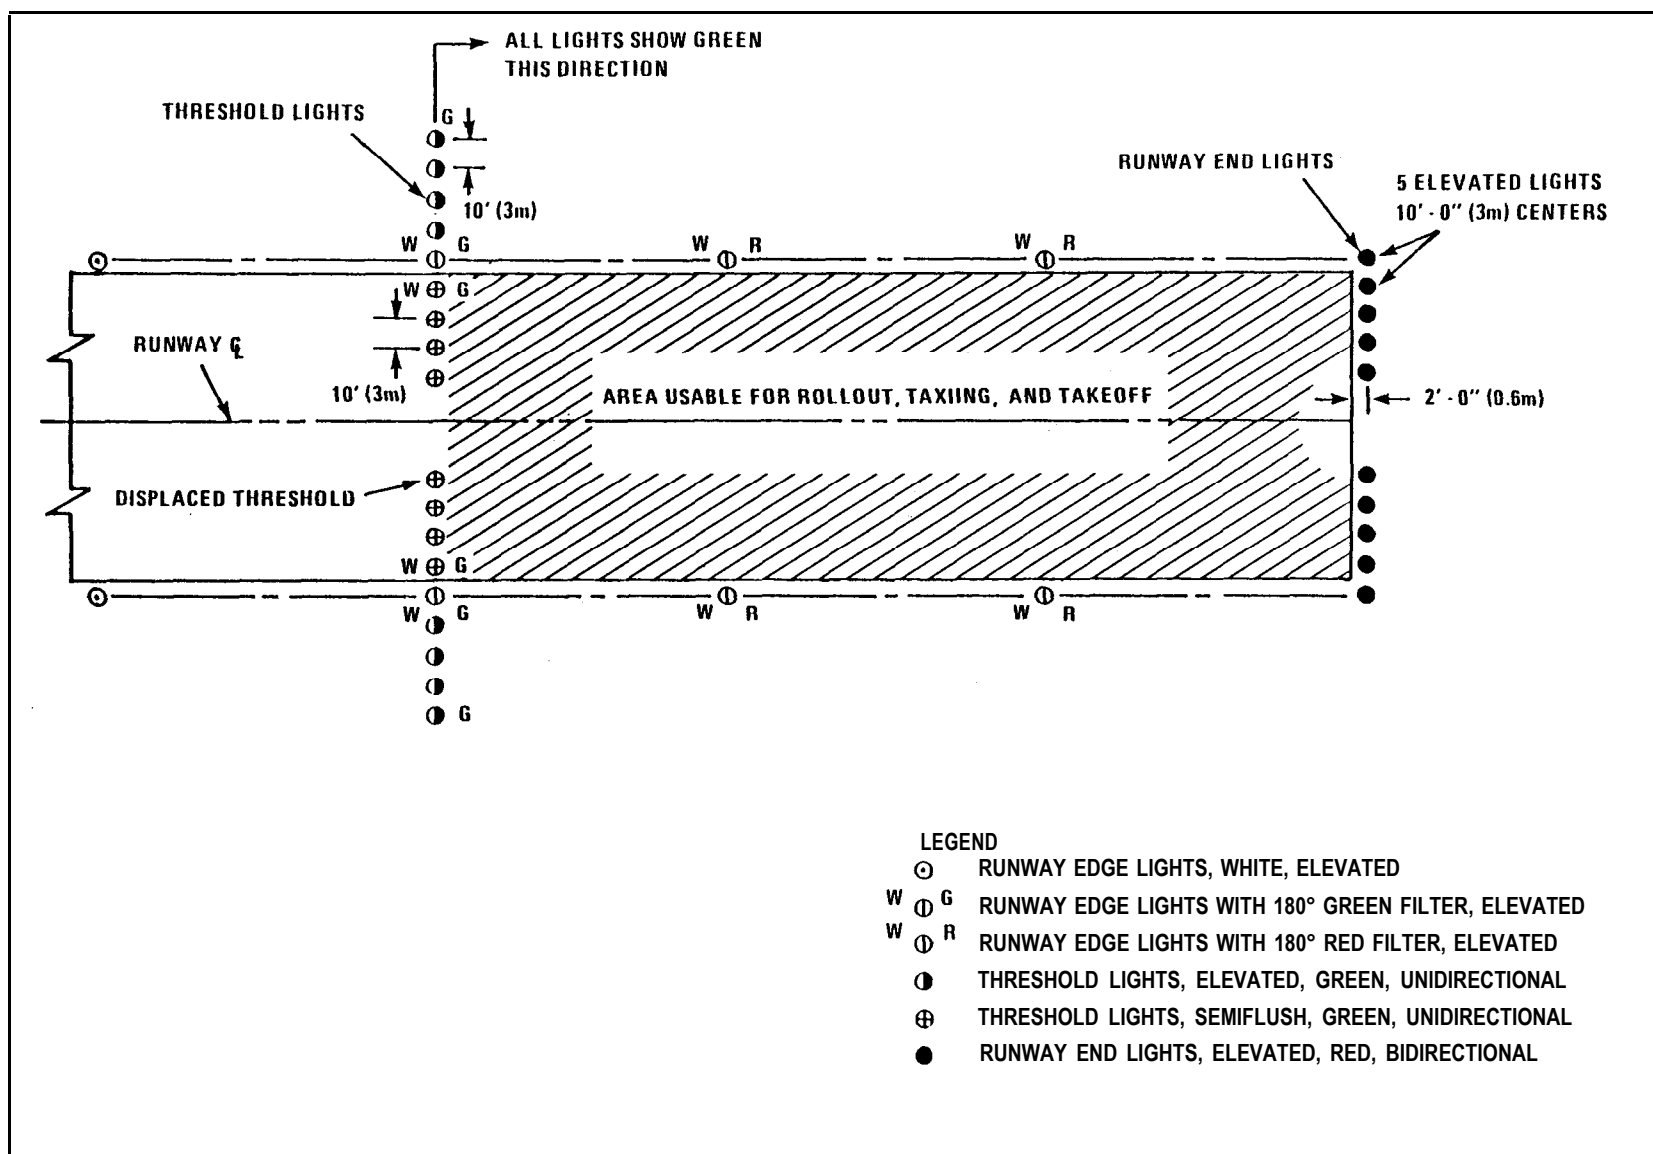 ALL LIGHTS SHOW GREEN
THIS DIRECTION
THRESHOLD LIGHTS
G
10' (3m)
RUNWAY END LIGHTS
5 ELEVATED LIGHTS
10' - 0" (3m) CENTERS
W G
W R
W R
W G
RUNWAY ℄
10' (3m)
AREA USABLE FOR ROLLOUT, TAXIING, AND TAKEOFF
2' - 0" (0.6m)
DISPLACED THRESHOLD
W G
W G
W R
W R
G
LEGEND
RUNWAY EDGE LIGHTS, WHITE, ELEVATED
W G RUNWAY EDGE LIGHTS WITH 180° GREEN FILTER, ELEVATED
W R RUNWAY EDGE LIGHTS WITH 180° RED FILTER, ELEVATED
THRESHOLD LIGHTS, ELEVATED, GREEN, UNIDIRECTIONAL
THRESHOLD LIGHTS, SEMIFLUSH, GREEN, UNIDIRECTIONAL
RUNWAY END LIGHTS, ELEVATED, RED, BIDIRECTIONAL